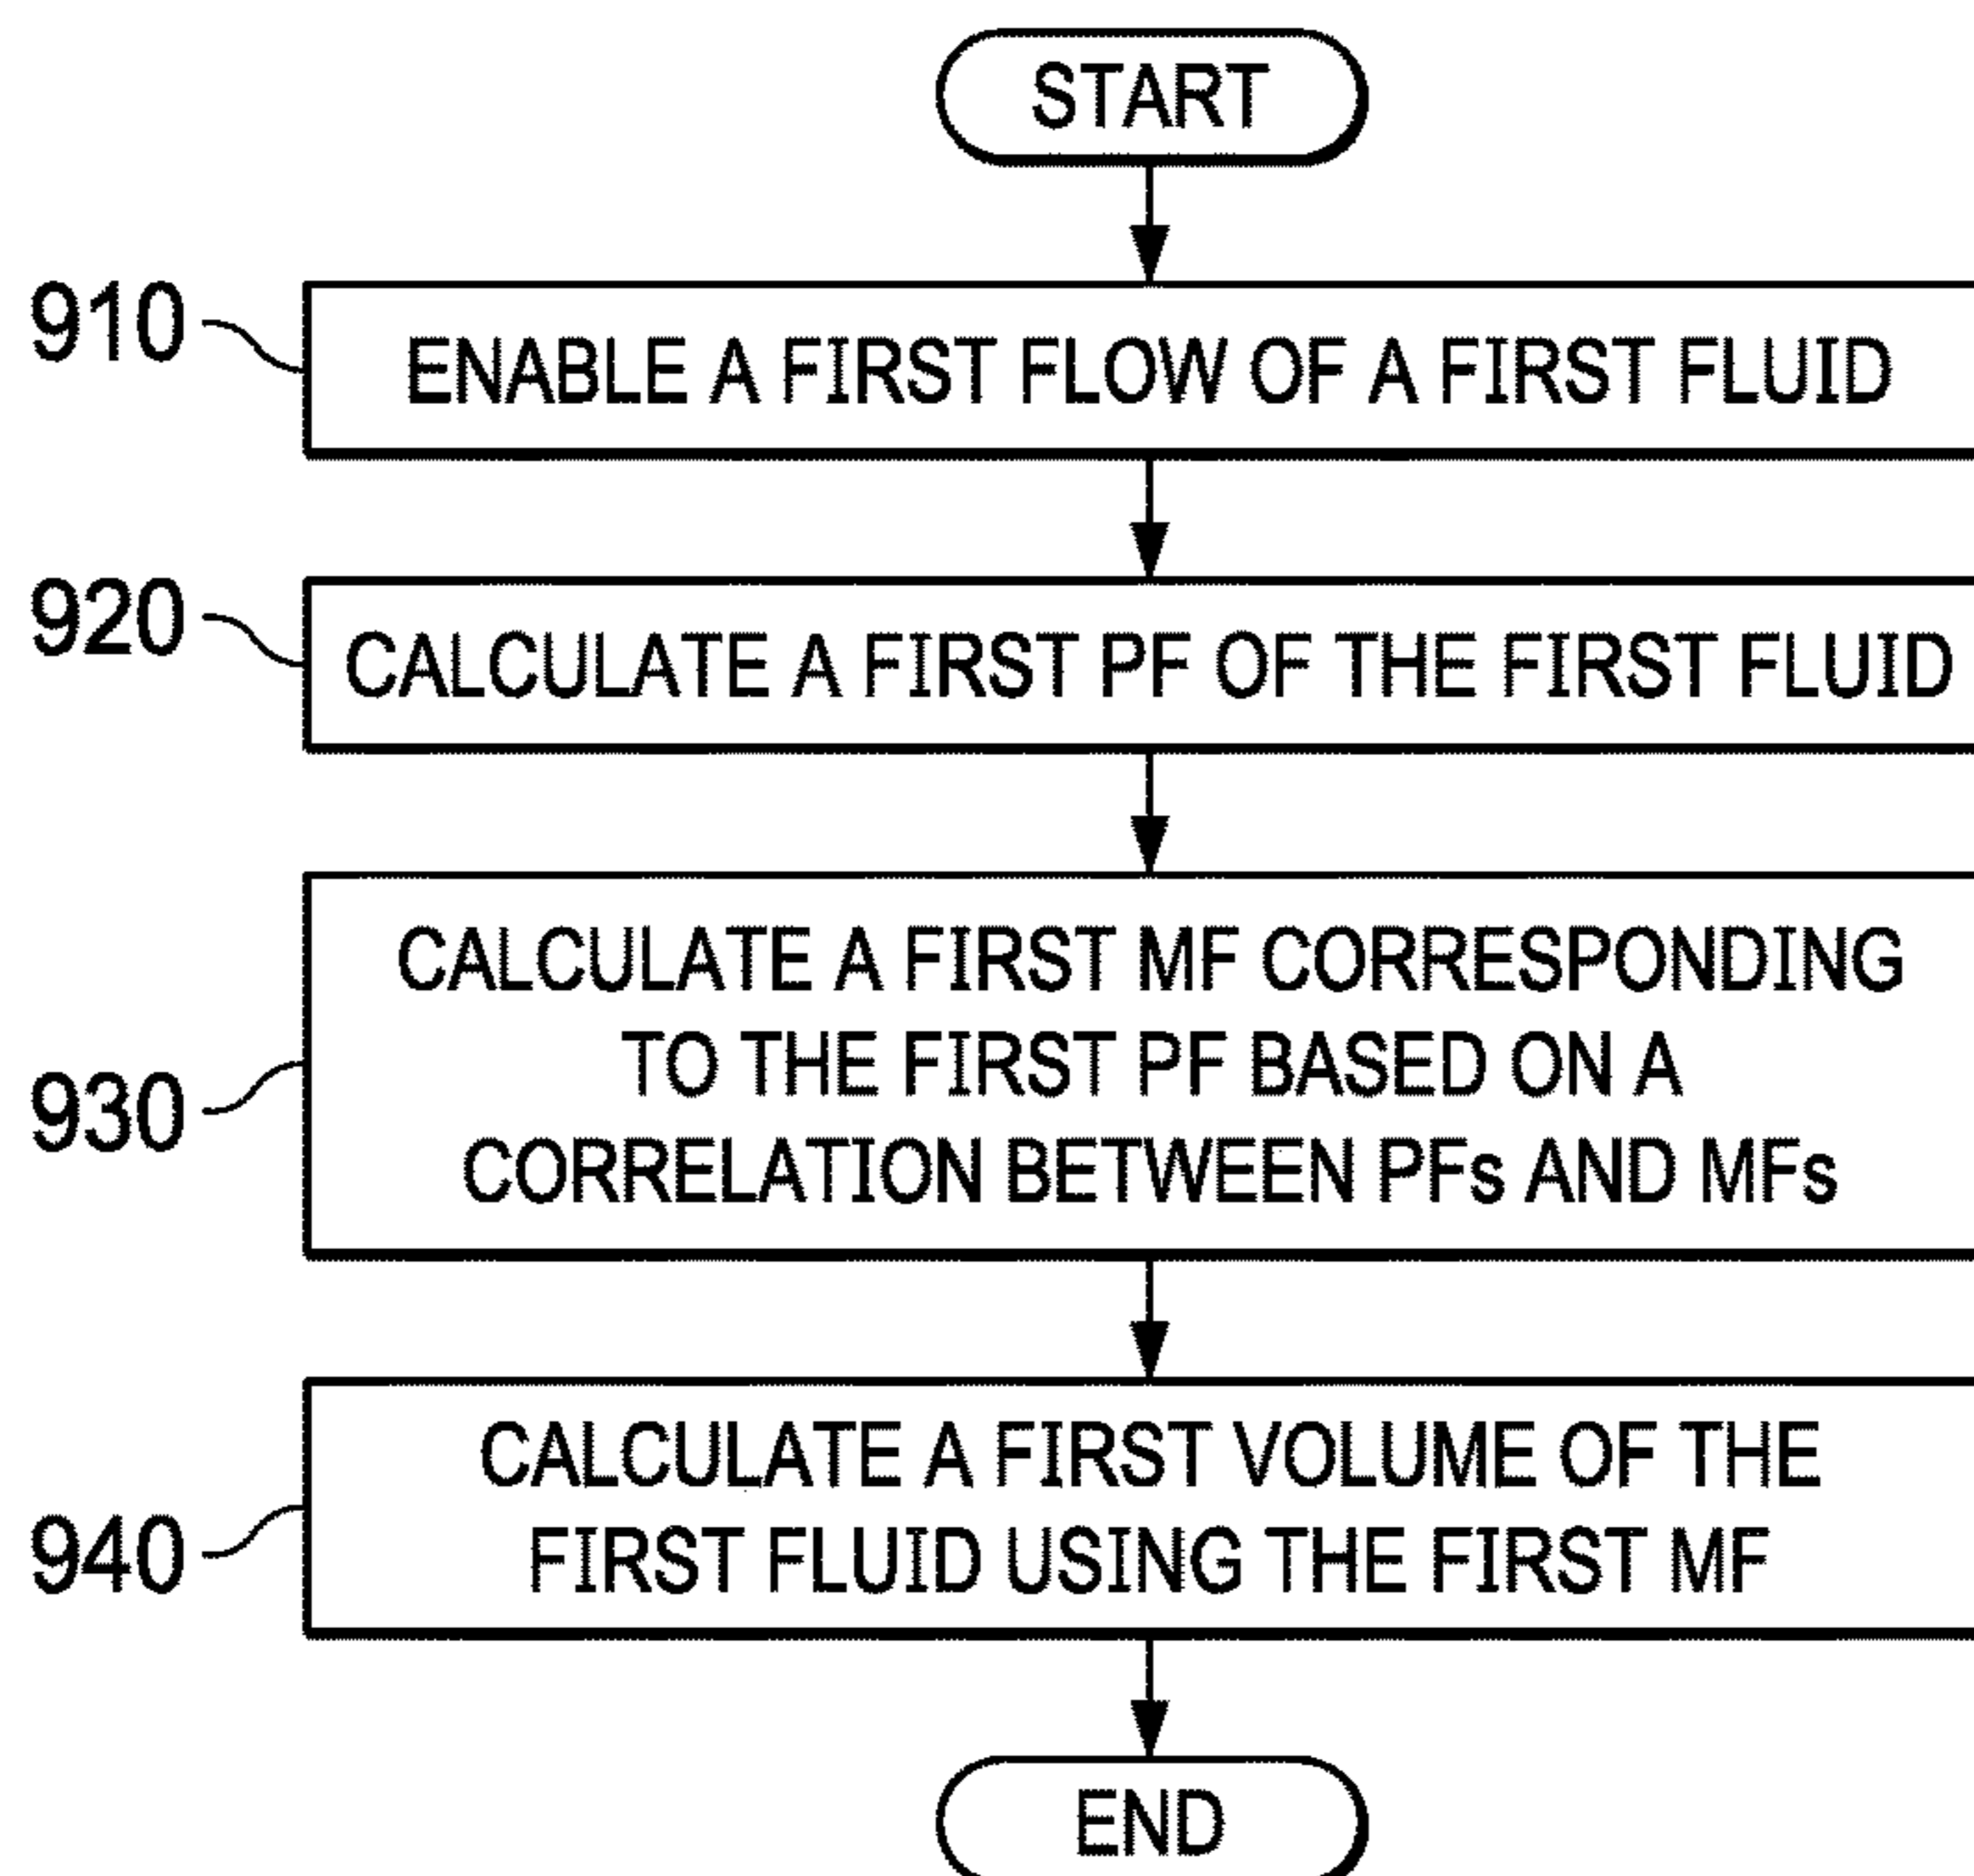 START
910
ENABLE A FIRST FLOW OF A FIRST FLUID
920
CALCULATE A FIRST PF OF THE FIRST FLUID
930
CALCULATE A FIRST MF CORRESPONDING
TO THE FIRST PF BASED ON A
CORRELATION BETWEEN PFs AND MFs
940
CALCULATE A FIRST VOLUME OF THE
FIRST FLUID USING THE FIRST MF
END